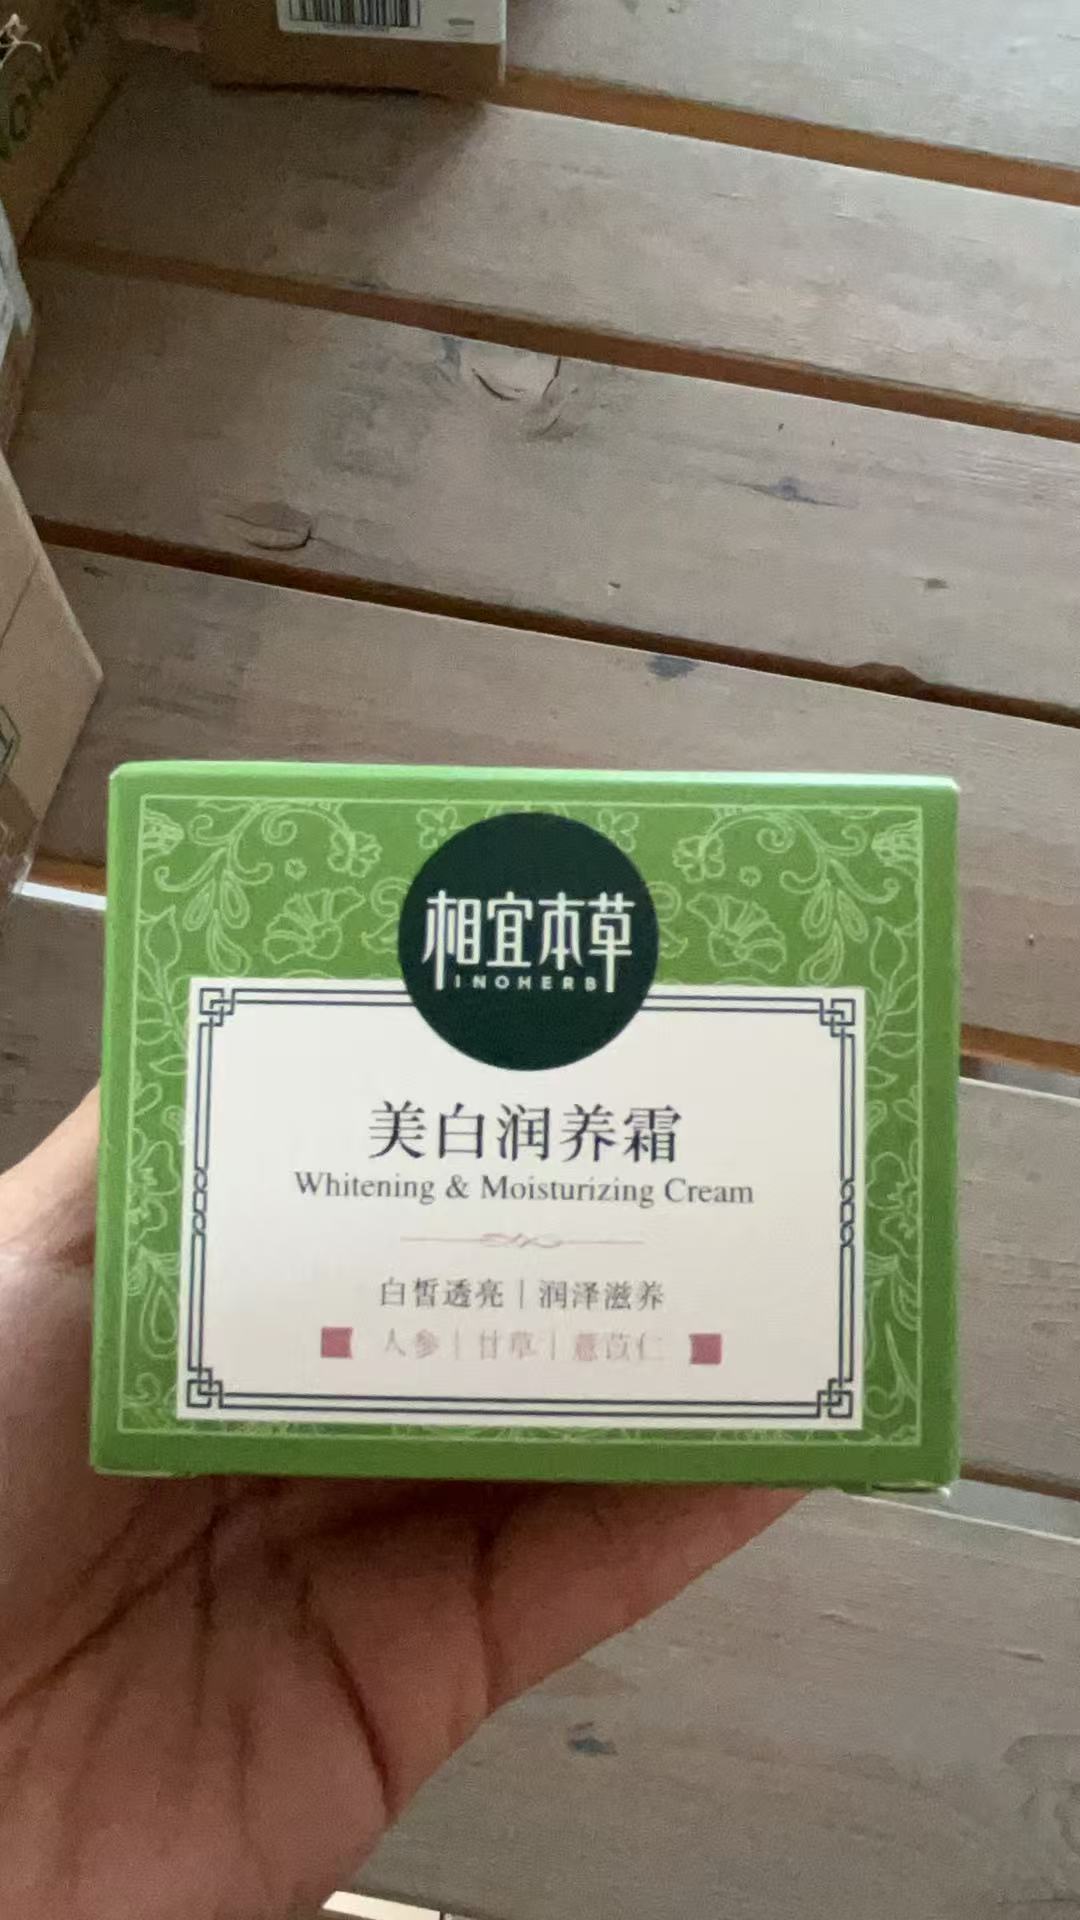 相宜本草
INOHERB
美白润养霜
Whitening & Moisturizing Cream
白皙透亮 | 润泽滋养
人参 | 甘草 | 薏苡仁